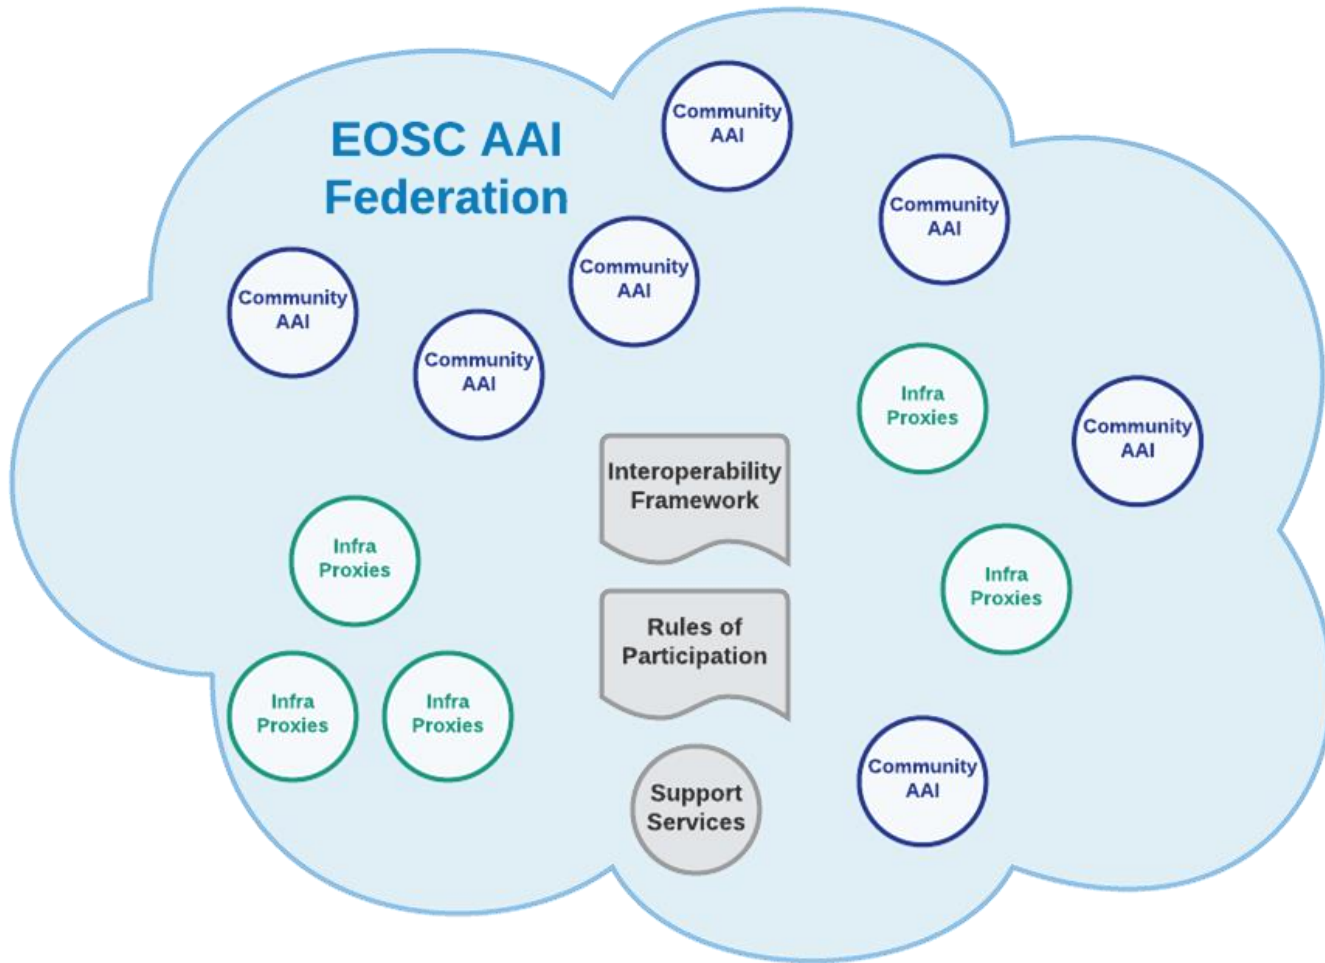 EOSC AAI
Federation
Community
AAI
Community
AAI
Community
AAI
Community
AAI
Community
AAI
Infra
Proxies
Community
AAI
Interoperability
Framework
Infra
Proxies
Infra
Proxies
Rules of
Participation
Infra
Proxies
Infra
Proxies
Support
Services
Community
AAI